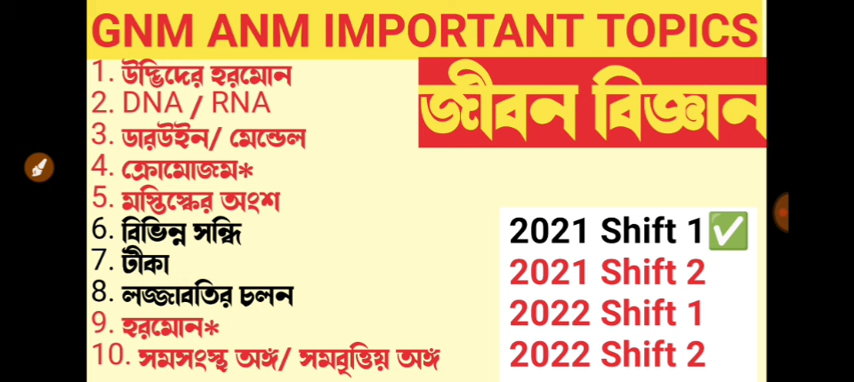 GNM ANM IMPORTANT TOPICS
জীবন বিজ্ঞান
1. উদ্ভিদের হরমোন
2. DNA / RNA
3. ডারউইন/ মেন্ডেল
4. ক্রোমোজম*
5. মস্তিস্কের অংশ
6. বিভিন্ন সন্ধি
7. টীকা
8. লজ্জাবতির চলন
9. হরমোন*
10. সমসংস্থ অঙ্গ/ সমবৃত্তিয় অঙ্গ
2021 Shift 1✅
2021 Shift 2
2022 Shift 1
2022 Shift 2